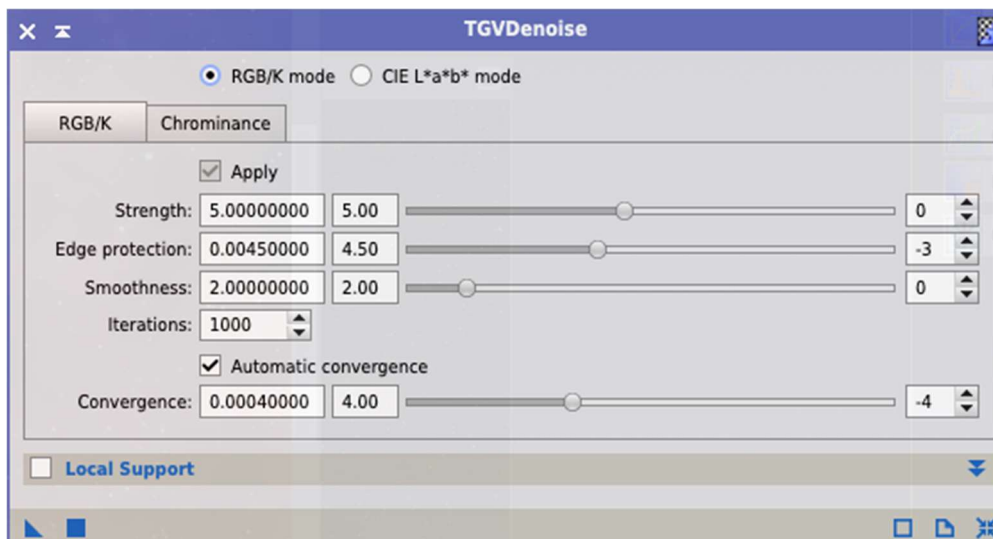 TGVDenoise
RGB/K mode CIE L*a*b* mode
RGB/K Chrominance
Apply
Strength: 5.00000000 5.00 0
Edge protection: 0.00450000 4.50 -3
Smoothness: 2.00000000 2.00 0
Iterations: 1000
Automatic convergence
Convergence: 0.00040000 4.00 -4
Local Support